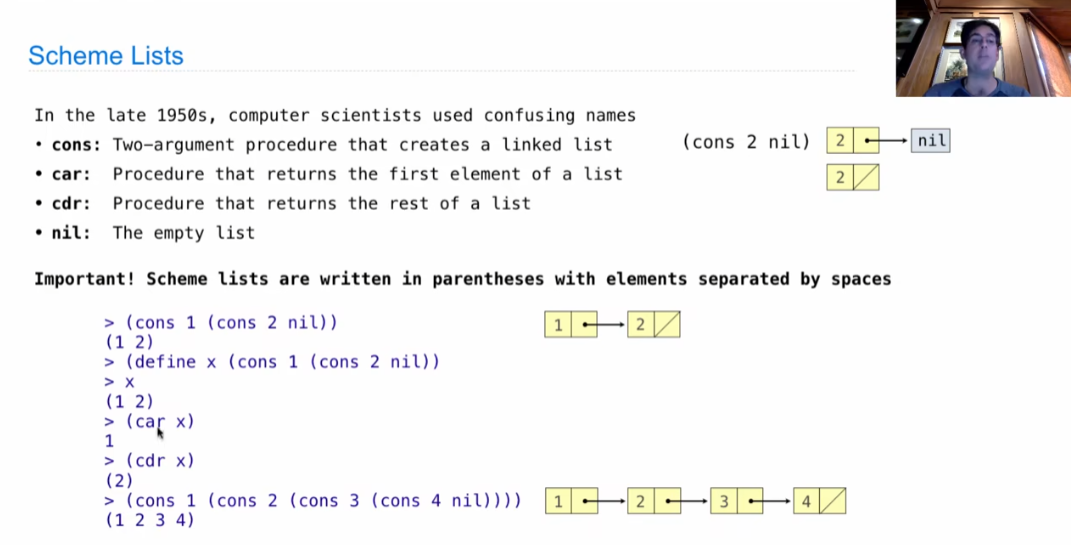 Scheme Lists
In the late 1950s, computer scientists used confusing names
• cons: Two-argument procedure that creates a linked list
(cons 2 nil) 2 nil
• car: Procedure that returns the first element of a list
2
• cdr: Procedure that returns the rest of a list
• nil: The empty list
Important! Scheme lists are written in parentheses with elements separated by spaces
> (cons 1 (cons 2 nil))
1 2
(1 2)
> (define x (cons 1 (cons 2 nil))
> x
(1 2)
> (car x)
1
> (cdr x)
(2)
> (cons 1 (cons 2 (cons 3 (cons 4 nil))))
1 2 3 4
(1 2 3 4)